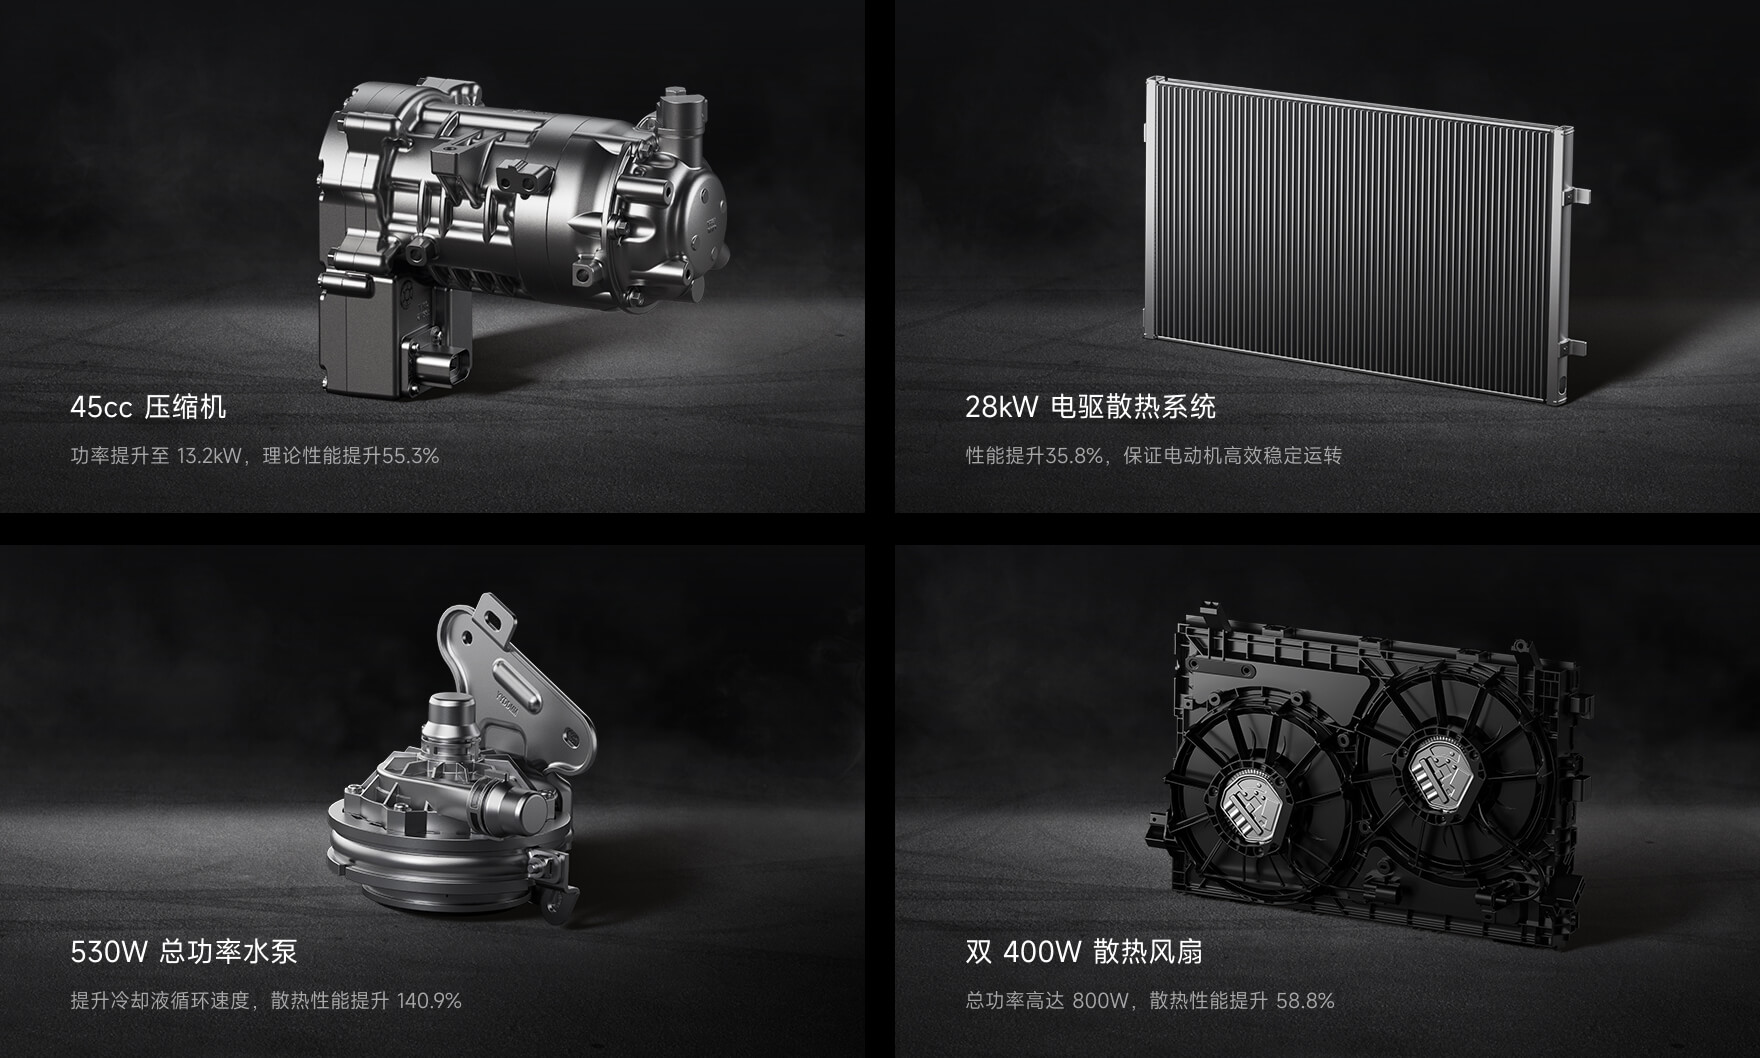 45cc 压缩机
功率提升至 13.2kW，理论性能提升55.3%
28kW 电驱散热系统
性能提升35.8%，保证电动机高效稳定运转
530W 总功率水泵
提升冷却液循环速度，散热性能提升 140.9%
双 400W 散热风扇
总功率高达 800W，散热性能提升 58.8%